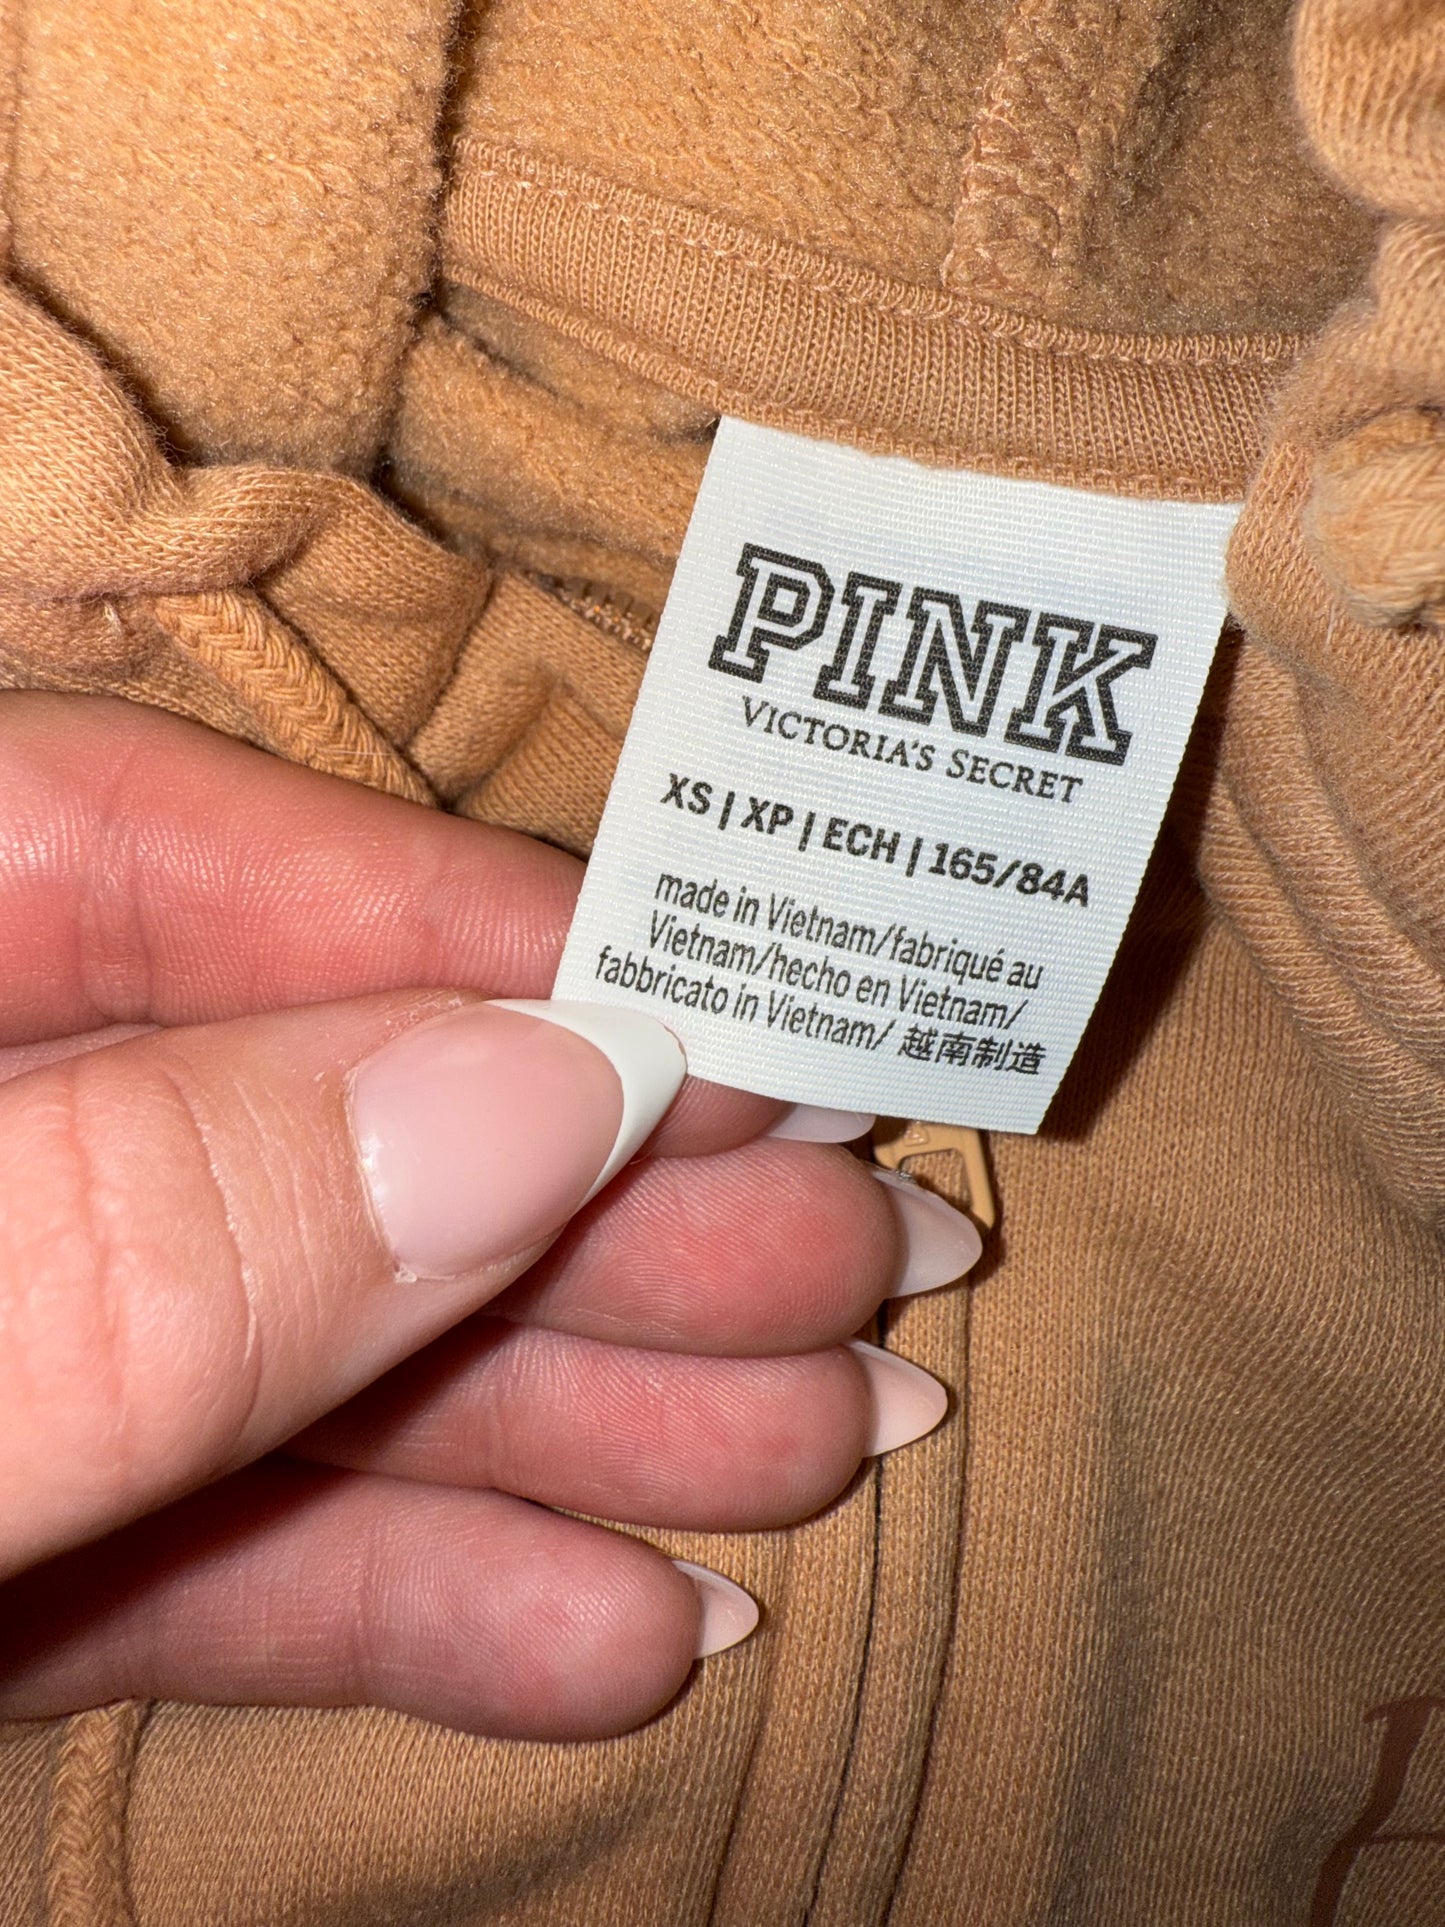 PINK
VICTORIA'S SECRET
XS | XP | ECH | 165/84A
made in Vietnam/fabriqué au
Vietnam/hecho en Vietnam/
fabbricato in Vietnam/ 越南制造